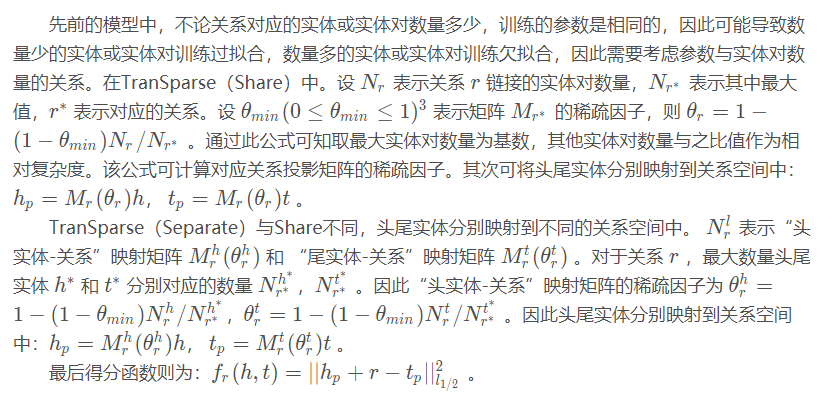 先前的模型中，不论关系对应的实体或实体对数量多少，训练的参数是相同的，因此可能导致数
量少的实体或实体对训练过拟合，数量多的实体或实体对训练欠拟合，因此需要考虑参数与实体对数
量的关系。在TranSparse（Share）中。设 $N_r$ 表示关系 $r$ 链接的实体对数量，$N_{r^*}$ 表示其中最大
值，$r^*$ 表示对应的关系。设 $\theta_{min}(0 \le \theta_{min} \le 1)^3$ 表示矩阵 $M_{r^*}$ 的稀疏因子，则 $\theta_r = 1 -$
$(1 - \theta_{min})N_r/N_{r^*}$ 。通过此公式可知取最大实体对数量为基数，其他实体对数量与之比值作为相
对复杂度。该公式可计算对应关系投影矩阵的稀疏因子。其次可将头尾实体分别映射到关系空间中：
$h_p = M_r(\theta_r)h$， $t_p = M_r(\theta_r)t$ 。
TranSparse（Separate）与Share不同，头尾实体分别映射到不同的关系空间中。 $N_r^l$ 表示“头
实体-关系”映射矩阵 $M_r^h(\theta_r^h)$ 和 “尾实体-关系”映射矩阵 $M_r^t(\theta_r^t)$ 。对于关系 $r$ ，最大数量头尾
实体 $h^*$ 和 $t^*$ 分别对应的数量 $N_{r^*}^{h^*}$，$N_{r^*}^{t^*}$ 。因此“头实体-关系”映射矩阵的稀疏因子为 $\theta_r^h =$
$1 - (1 - \theta_{min})N_r^h/N_{r^*}^{h^*}$，$\theta_r^t = 1 - (1 - \theta_{min})N_r^t/N_{r^*}^{t^*}$ 。因此头尾实体分别映射到关系空间
中：$h_p = M_r^h(\theta_r^h)h$， $t_p = M_r^t(\theta_r^t)t$ 。
最后得分函数则为：$f_r(h, t) = ||h_p + r - t_p||_{l_{1/2}}^2$ 。